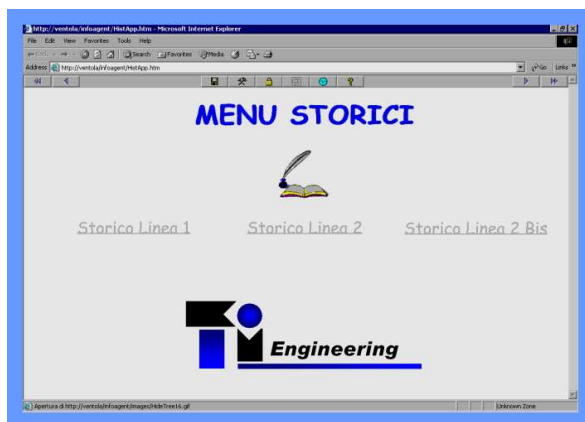 http://ventola/infoagent/HistApp.htm - Microsoft Internet Explorer
File Edit View Favorites Tools Help
Search Favorites Media
Address http://ventola/infoagent/HistApp.htm Go Links
MENU STORICI
Storico Linea 1 Storico Linea 2 Storico Linea 2 Bis
Engineering
Apertura di http://ventola/infoagent/images/HideTree16.gif Unknown Zone